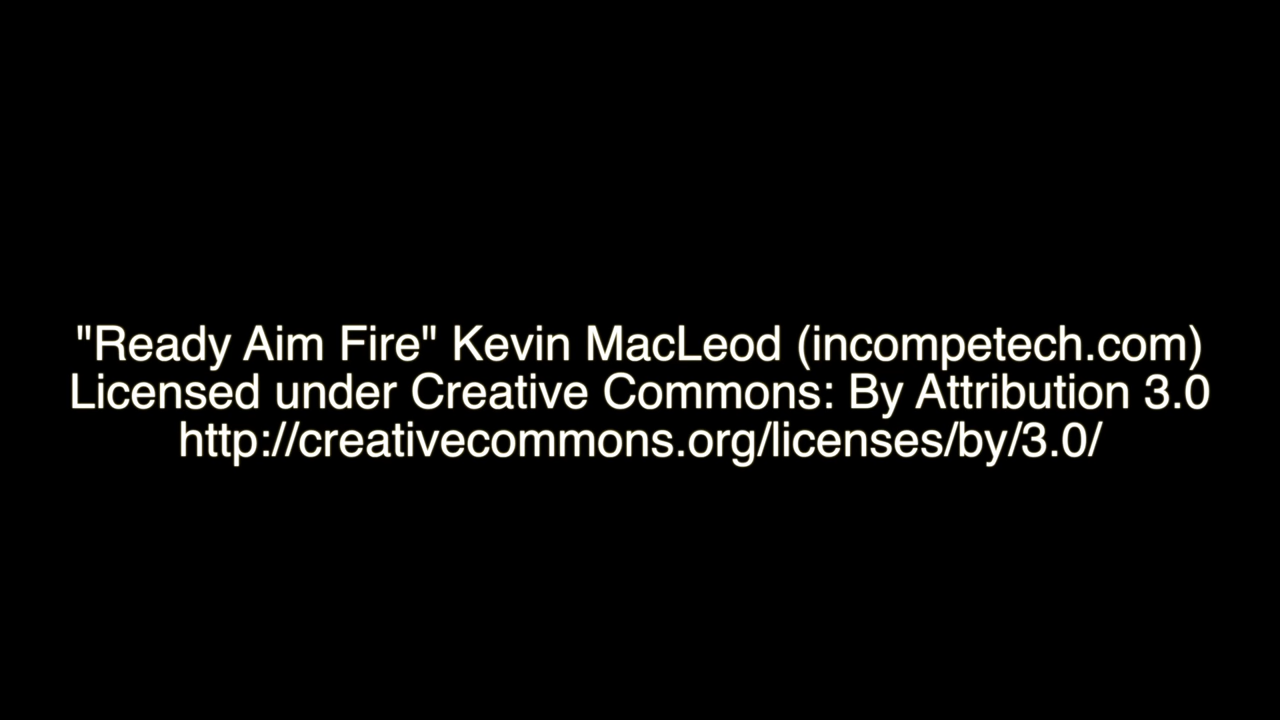 "Ready Aim Fire" Kevin MacLeod (incompetech.com)
Licensed under Creative Commons: By Attribution 3.0
http://creativecommons.org/licenses/by/3.0/